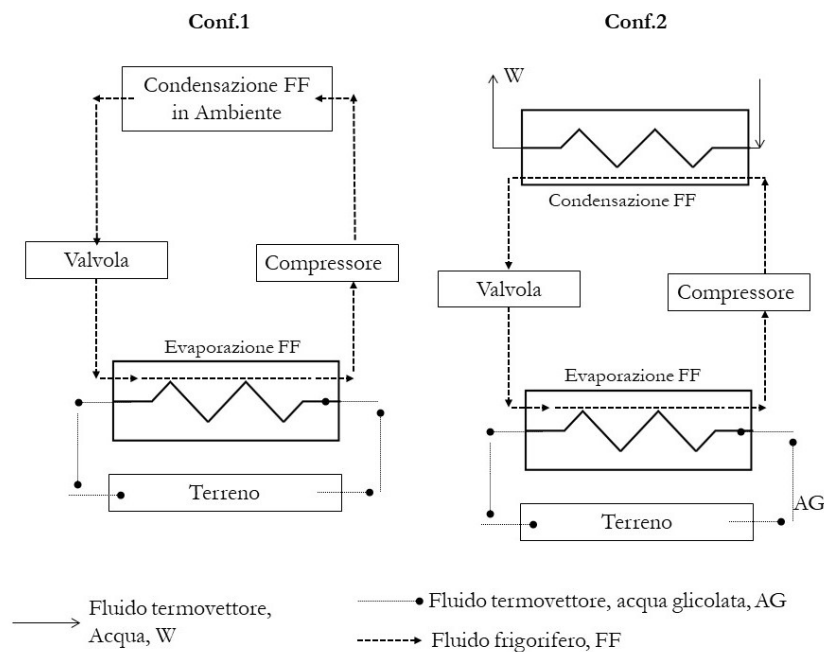 Conf.1
Condensazione FF
in Ambiente
Valvola
Compressore
Evaporazione FF
Terreno
Conf.2
W
Condensazione FF
Valvola
Compressore
Evaporazione FF
Terreno
AG
Fluido termovettore,
Acqua, W
Fluido termovettore, acqua glicolata, AG
Fluido frigorifero, FF